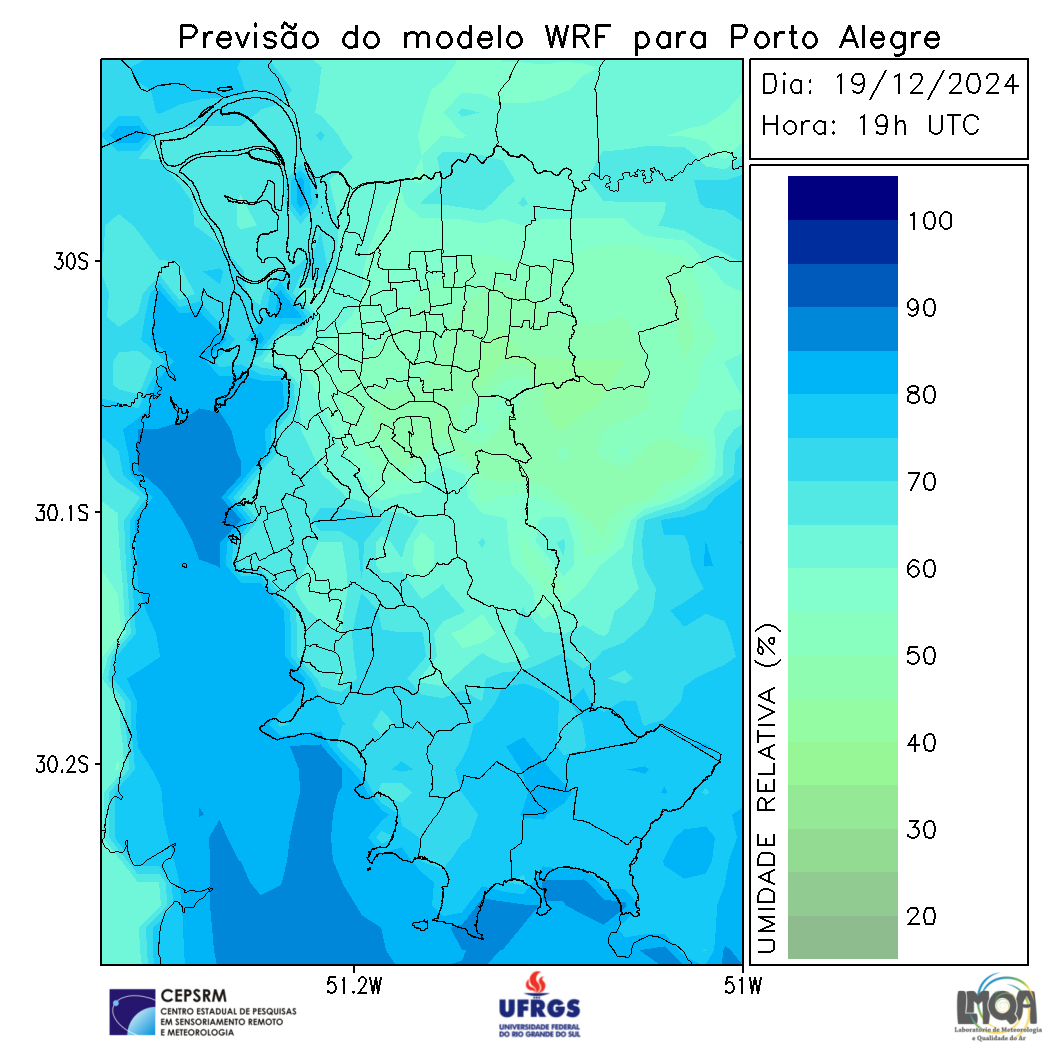 Previsão do modelo WRF para Porto Alegre
Dia: 19/12/2024
Hora: 19h UTC
100
90
80
70
60
50
40
30
20
UMIDADE RELATIVA (%)
30S
30.1S
30.2S
51.2W
51W
CEPSRM
CENTRO ESTADUAL DE PESQUISAS
EM SENSORIAMENTO REMOTO
E METEOROLOGIA
UFRGS
UNIVERSIDADE FEDERAL
DO RIO GRANDE DO SUL
LMQA
Laboratório de Meteorologia
e Qualidade do Ar